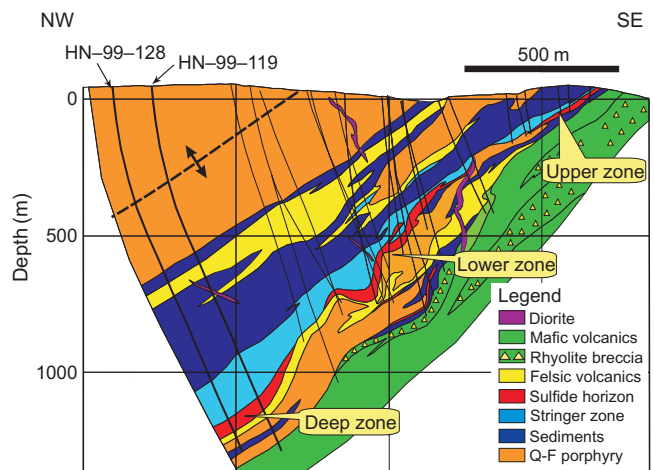 NW
SE
HN–99–128
HN–99–119
500 m
0
Upper zone
Depth (m)
500
Lower zone
Legend
Diorite
Mafic volcanics
Rhyolite breccia
Felsic volcanics
1000
Sulfide horizon
Stringer zone
Deep zone
Sediments
Q-F porphyry